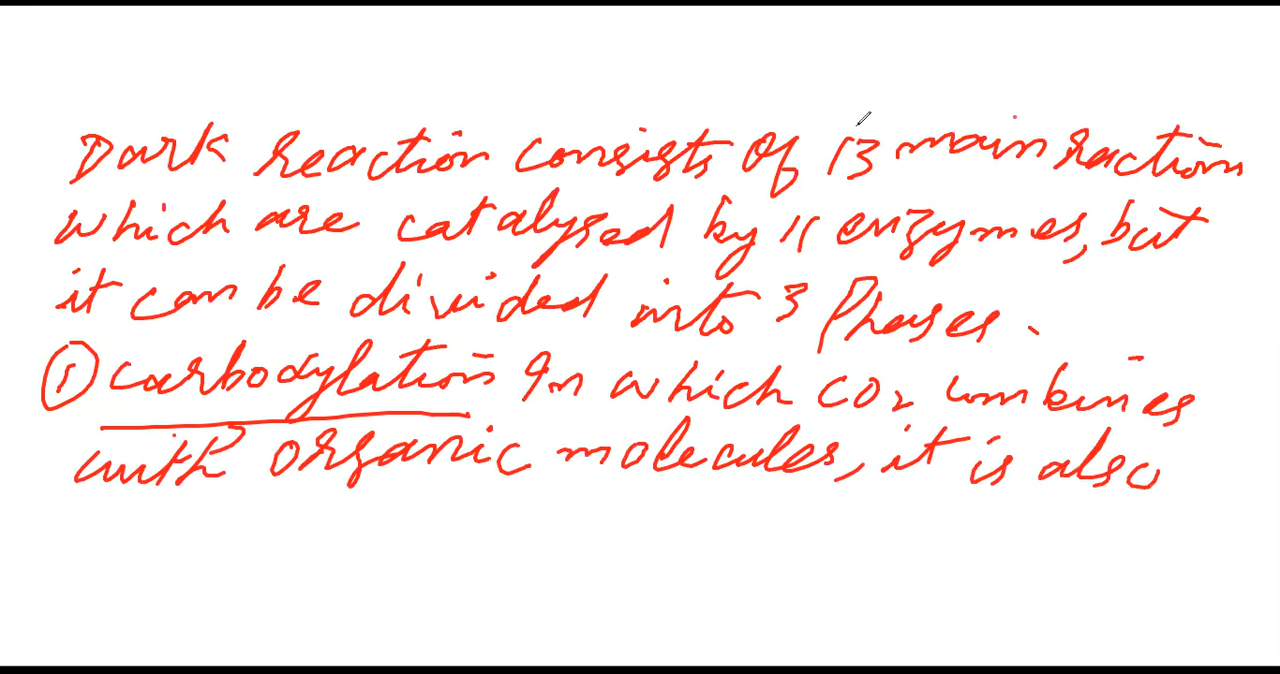 Dark reaction consists of 13 main reaction
which are catalysed by 11 enzymes, but
it can be divided into 3 Phases.
① carboxylation In which CO₂ combines
with organic molecules, it is also